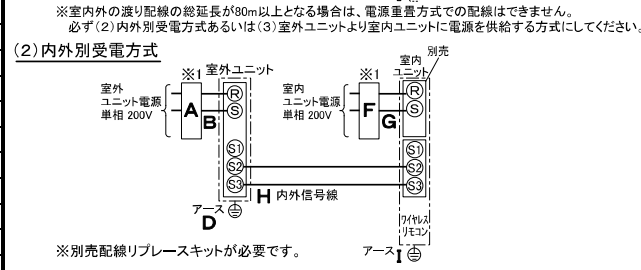 ※室内外の渡り配線の総延長が80m以上となる場合は、電源重畳方式での配線はできません。
必ず(2)内外別受電方式あるいは(3)室外ユニットより室内ユニットに電源を供給する方式にしてください。
(2)内外別受電方式
別売
※1 室外ユニット
※1 室内ユニット
室外
ユニット電源
単相 200V
A
B
R
S
室内
ユニット電源
単相 200V
F
G
R
S
S1
S2
S3
S1
S2
S3
H 内外信号線
アース
D
ワイヤレス
リモコン
アース I
※別売配線リプレースキットが必要です。